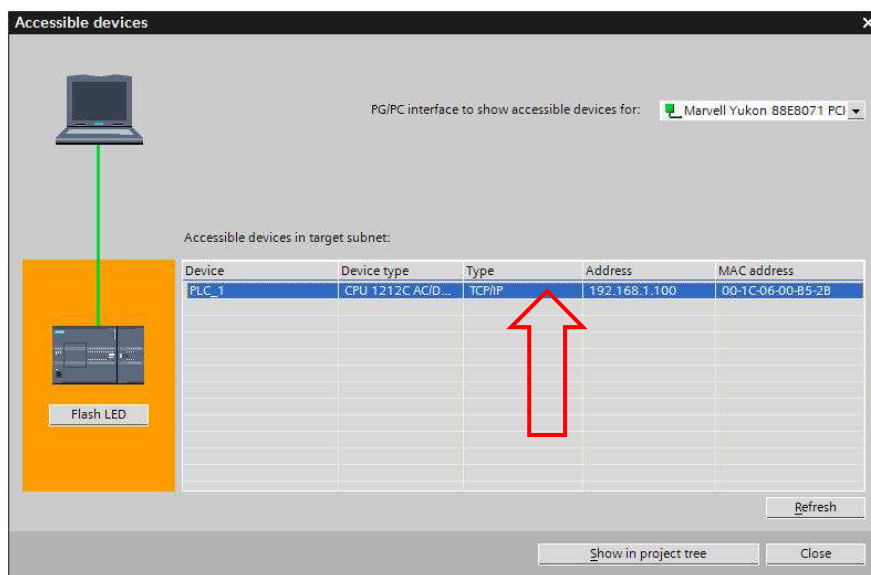 Accessible devices
PG/PC interface to show accessible devices for: Marvell Yukon 88E8071 PCI
Accessible devices in target subnet:
Device Device type Type Address MAC address
PLC_1 CPU 1212C AC/D... TCP/IP 192.168.1.100 00-1C-06-00-B5-2B
Flash LED
Refresh
Show in project tree Close